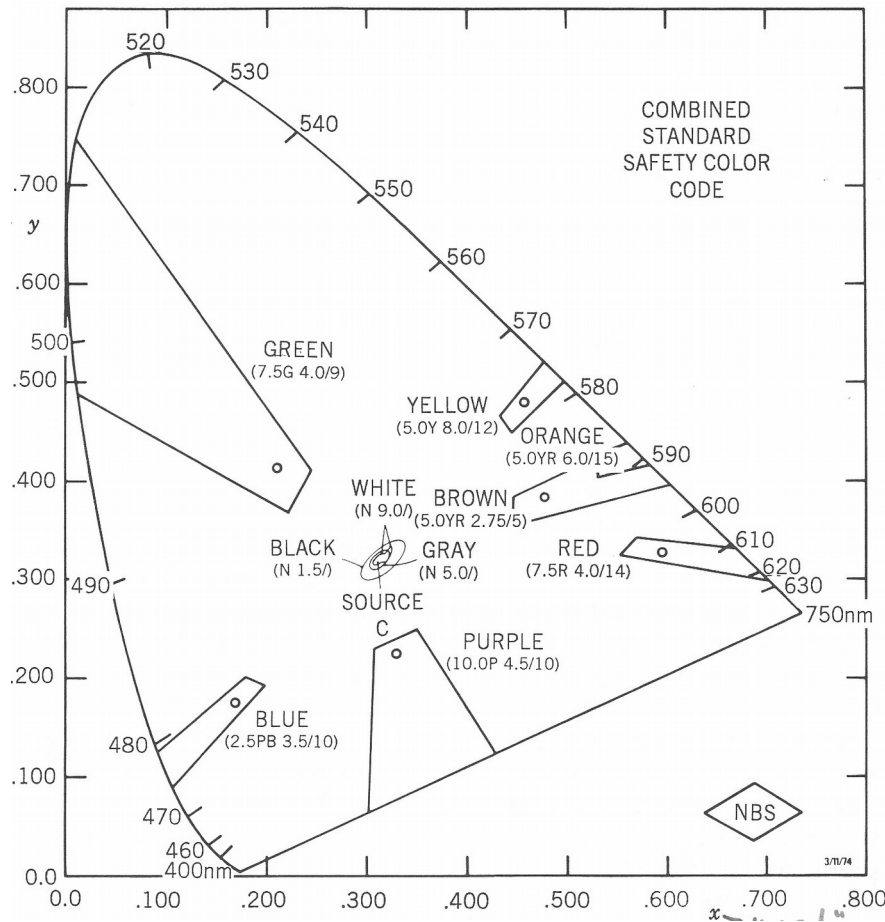 520
530
540
550
560
570
580
590
600
610
620
630
750nm
COMBINED
STANDARD
SAFETY COLOR
CODE
.800
.700
y
.600
500
.500
.400
.300
490
.200
480
.100
470
460
400nm
0.0
GREEN
(7.5G 4.0/9)
YELLOW
(5.0Y 8.0/12)
ORANGE
(5.0YR 6.0/15)
WHITE
(N 9.0/)
BROWN
(5.0YR 2.75/5)
BLACK
(N 1.5/)
GRAY
(N 5.0/)
RED
(7.5R 4.0/14)
SOURCE
C
PURPLE
(10.0P 4.5/10)
BLUE
(2.5PB 3.5/10)
NBS
3/11/74
0.0 .100 .200 .300 .400 .500 .600 .700 .800
x